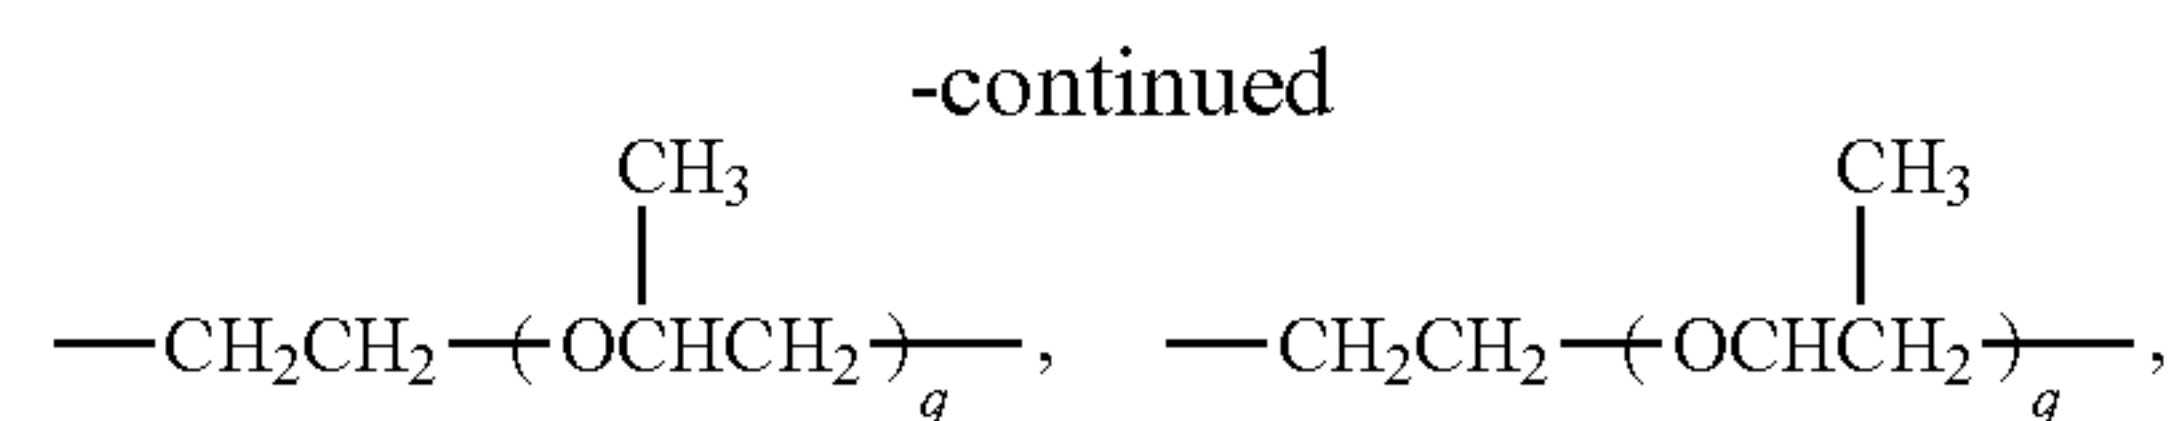 -continued
CH₃ CH₃
—CH₂CH₂—(OCHCH₂)—, —CH₂CH₂—(OCHCH₂)—,
q q